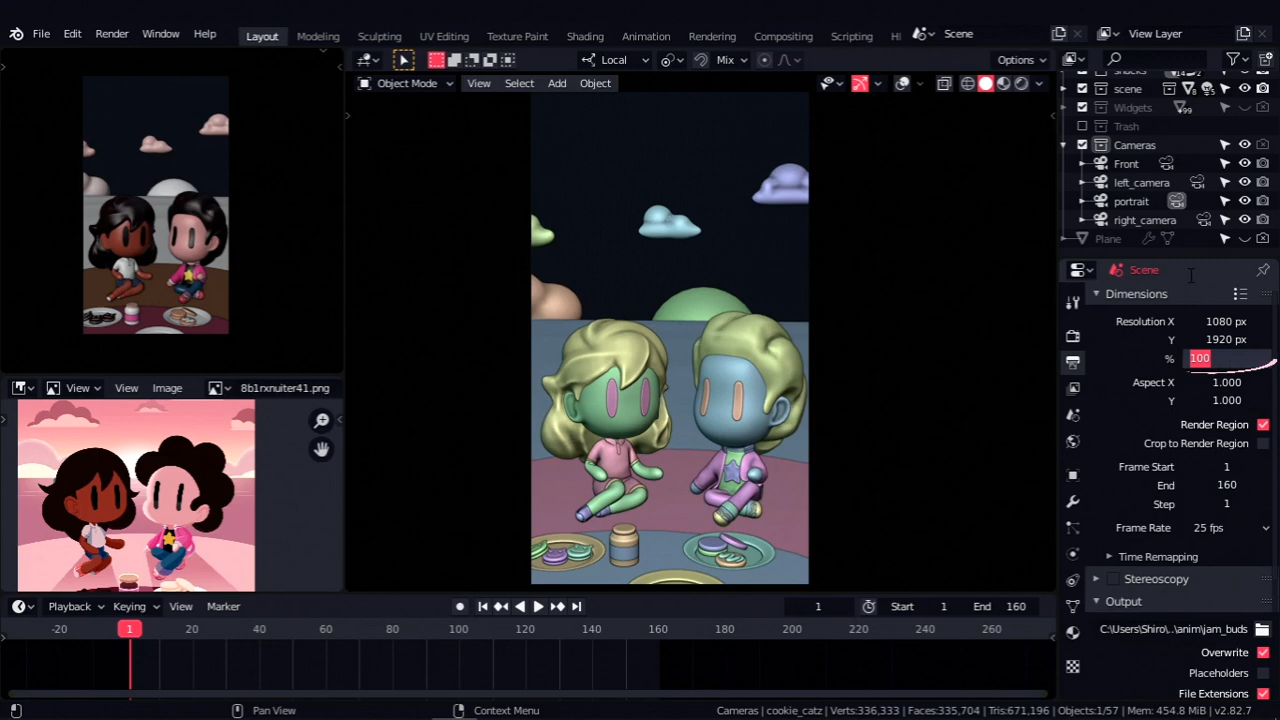 File Edit Render Window Help Layout Modeling UV Editing Texture Paint Shading Animation Rendering Compositing Scripting Scene View Layer
Local Mix Options
Object Mode View Select Add Object
scene
Widgets 99
Trash
Cameras
Front
left_camera
portrait
right_camera
Plane
Scene
Dimensions
Resolution X 1080 px
Y 1920 px
% 100
Aspect X 1.000
Y 1.000
Render Region
Crop to Render Region
Frame Start 1
End 160
Step 1
Frame Rate 25 fps
Time Remapping
Stereoscopy
Output
C:\Users\Shiro/,..\anim\jam_buds
Overwrite
Placeholders
File Extensions
View View Image 8b1rxnuiter41.png
Playback Keying View Marker 1 Start 1 End 160
-20 1 20 40 60 80 100 120 140 160 180 200 220 240 260
Pan View Context Menu Cameras | cookie_catz | Verts:336,333 | Faces:335,704 | Tris:671,196 | Objects:1/57 | Mem: 454.8 MiB | v2.82.7